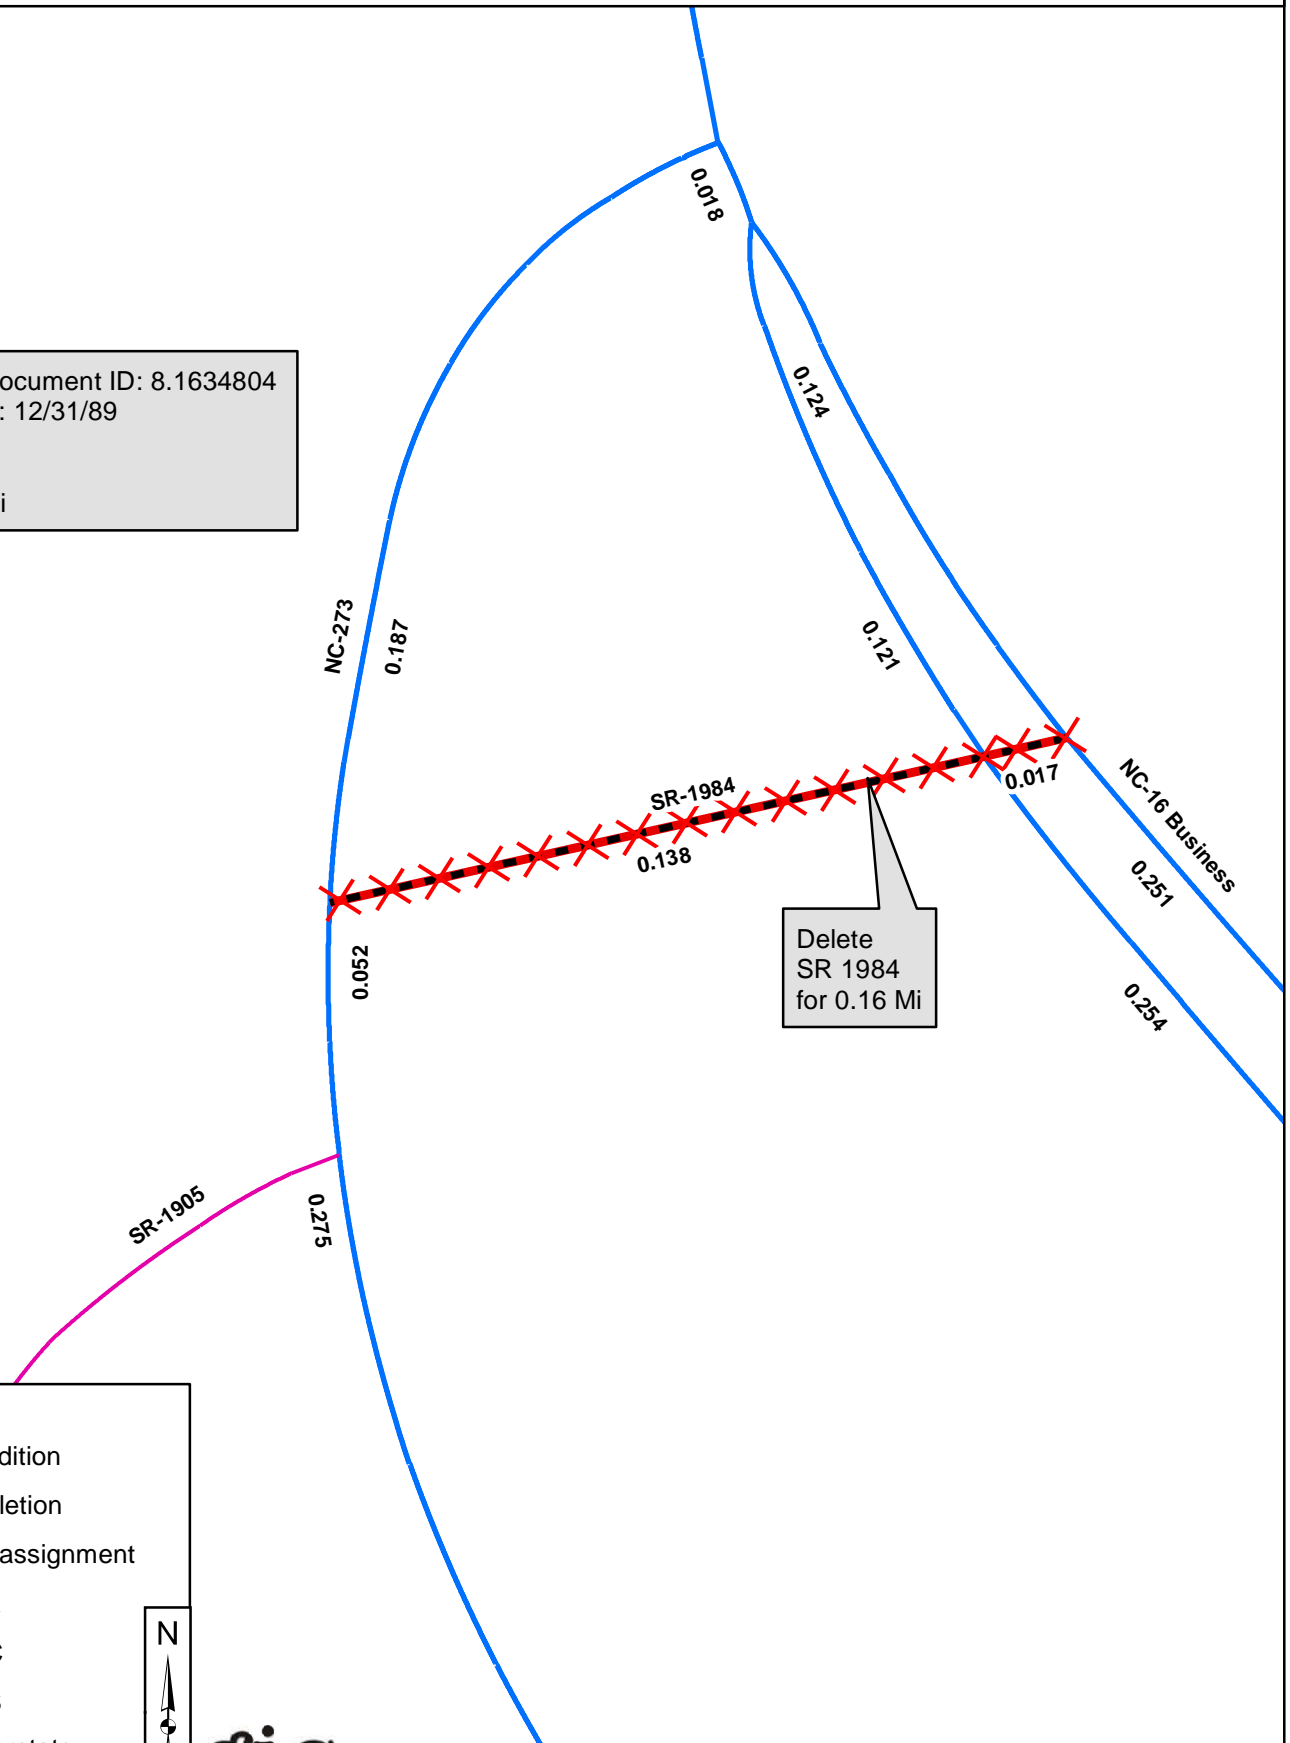 0.018
ocument ID: 8.1634804
: 12/31/89
i
0.124
NC-273
0.187
0.121
SR-1984
0.138
0.017
NC-16 Business
0.251
0.254
0.052
Delete
SR 1984
for 0.16 Mi
SR-1905
0.275
dition
letion
assignment
N